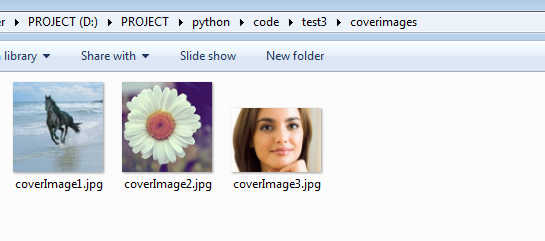 PROJECT (D:) PROJECT python code test3 coverimages
library Share with Slide show New folder
coverImage1.jpg coverImage2.jpg coverImage3.jpg